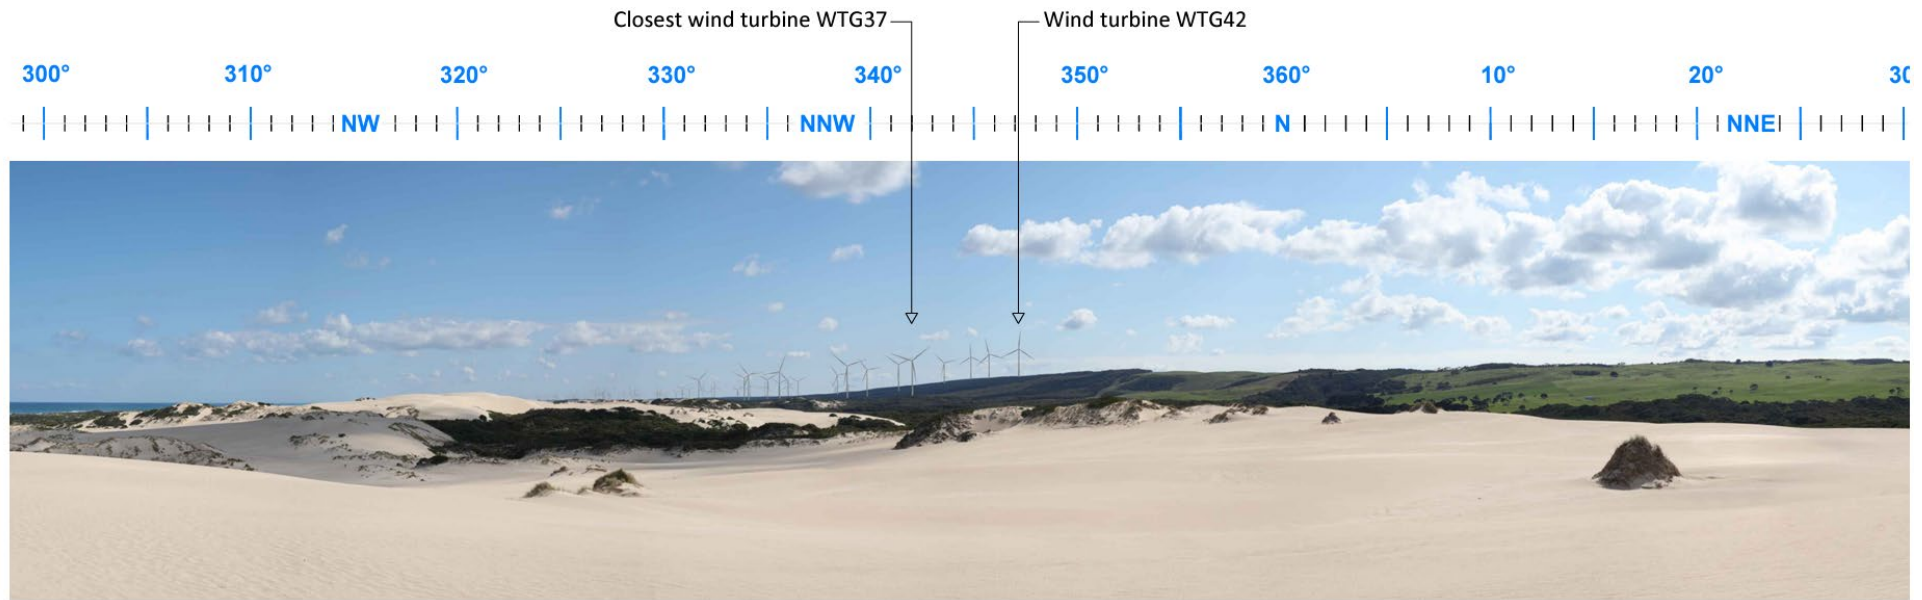 Closest wind turbine WTG37 Wind turbine WTG42
300° 310° 320° 330° 340° 350° 360° 10° 20°
NW NNW N NNE